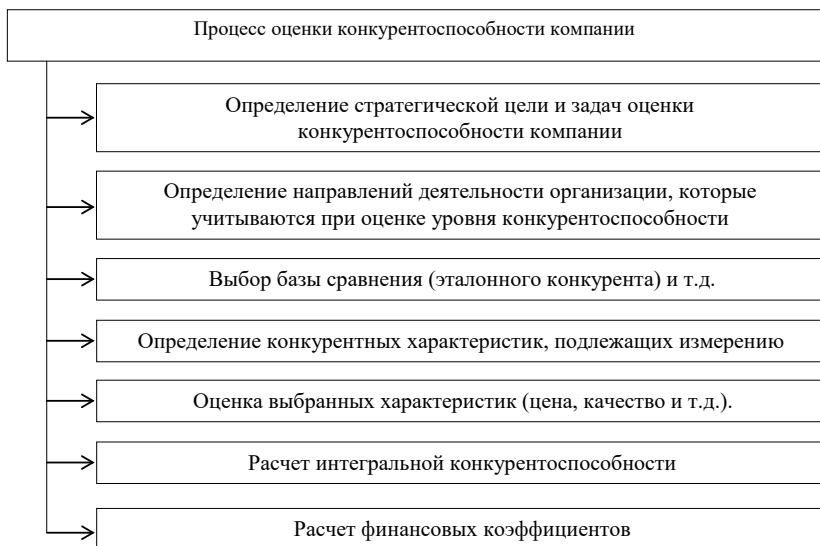 Процесс оценки конкурентоспособности компании
Определение стратегической цели и задач оценки
конкурентоспособности компании
Определение направлений деятельности организации, которые
учитываются при оценке уровня конкурентоспособности
Выбор базы сравнения (эталонного конкурента) и т.д.
Определение конкурентных характеристик, подлежащих измерению
Оценка выбранных характеристик (цена, качество и т.д.).
Расчет интегральной конкурентоспособности
Расчет финансовых коэффициентов